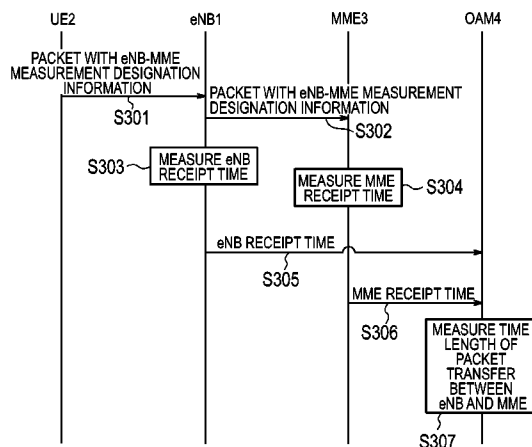 UE2
eNB1
MME3
OAM4
PACKET WITH eNB-MME
MEASUREMENT DESIGNATION
INFORMATION
S301
PACKET WITH eNB-MME MEASUREMENT
DESIGNATION INFORMATION
S302
S303
MEASURE eNB
RECEIPT TIME
MEASURE MME
RECEIPT TIME
S304
eNB RECEIPT TIME
S305
MME RECEIPT TIME
S306
MEASURE TIME
LENGTH OF
PACKET
TRANSFER
BETWEEN
eNB AND MME
S307